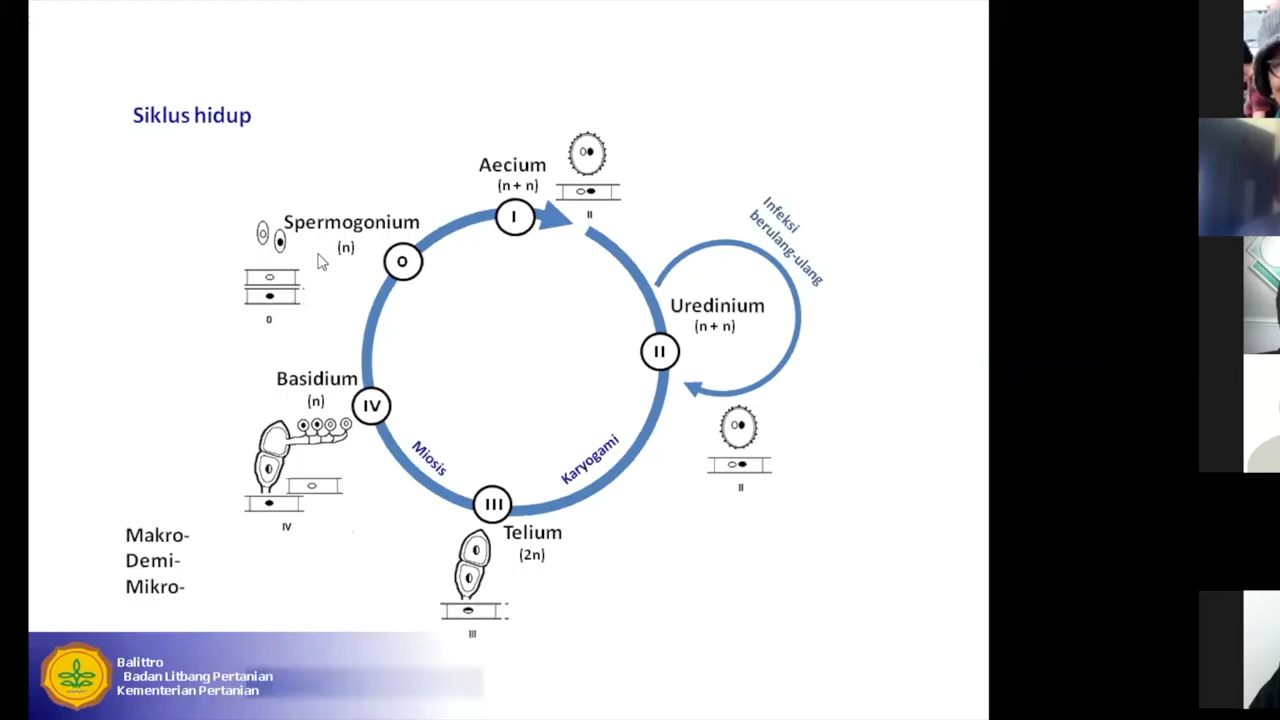 Siklus hidup
Aecium
(n + n)
I
II
Spermogonium
(n)
O
0
Infeksi
berulang-ulang
Uredinium
(n + n)
II
II
Basidium
(n)
IV
IV
Miosis
Karyogami
III
Telium
(2n)
III
Makro-
Demi-
Mikro-
Balittro
Badan Litbang Pertanian
Kementerian Pertanian